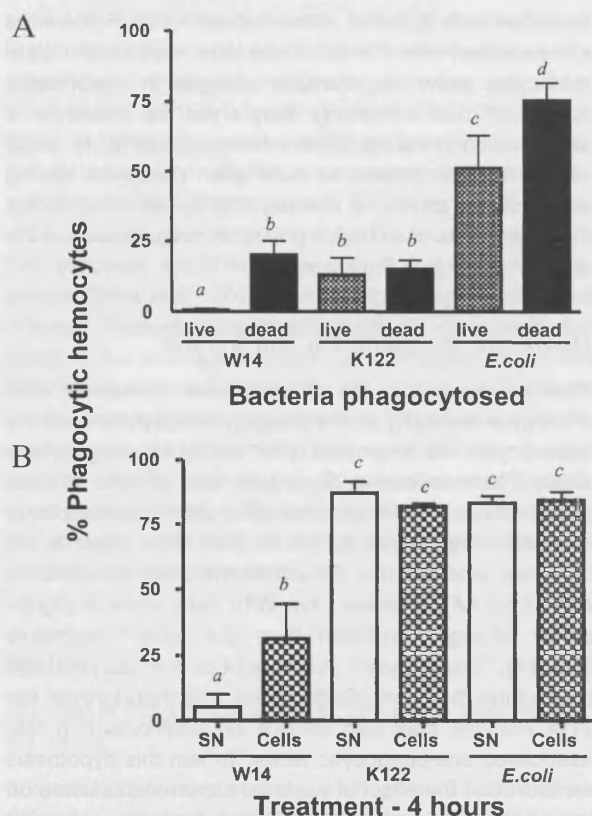 A
% Phagocytic hemocytes
100
75
50
25
0
a
b
b
b
c
d
live dead live dead live dead
W14 K122 E.coli
Bacteria phagocytosed
B
100
75
50
25
0
a
b
c
c
c
c
SN Cells SN Cells SN Cells
W14 K122 E.coli
Treatment - 4 hours